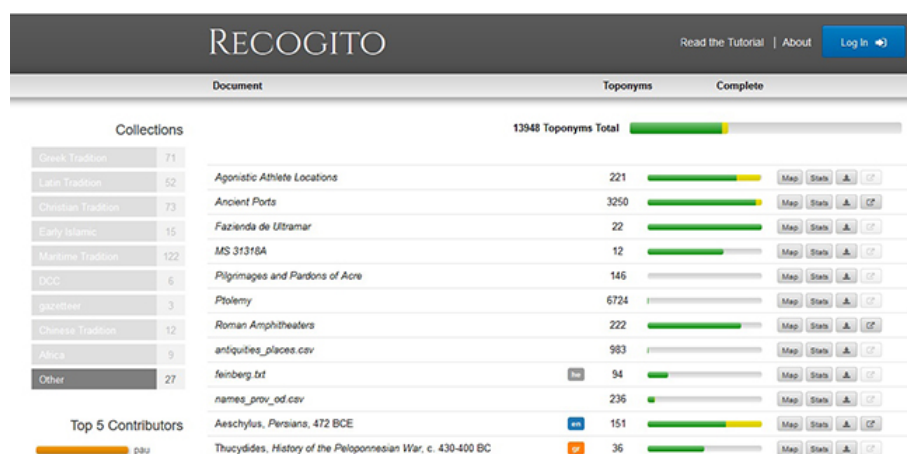 RECOGITO
Read the Tutorial | About Log In
Document Toponyms Complete
Collections
13948 Toponyms Total
Greek Tradition 71
Latin Tradition 52
Christian Tradition 73
Early Islamic 15
Maritime Tradition 122
DCC 6
gazetteer 3
Chinese Tradition 12
Africa 9
Other 27
Top 5 Contributors
pau
Agonistic Athlete Locations 221 Map Stats
Ancient Ports 3250 Map Stats
Fazienda de Ultramar 22 Map Stats
MS 31318A 12 Map Stats
Pilgrimages and Pardons of Acre 146 Map Stats
Ptolemy 6724 Map Stats
Roman Amphitheaters 222 Map Stats
antiquities_places.csv 983 Map Stats
feinberg.txt he 94 Map Stats
names_prov_od.csv 236 Map Stats
Aeschylus, Persians, 472 BCE en 151 Map Stats
Thucydides, History of the Peloponnesian War, c. 430-400 BC gr 36 Map Stats